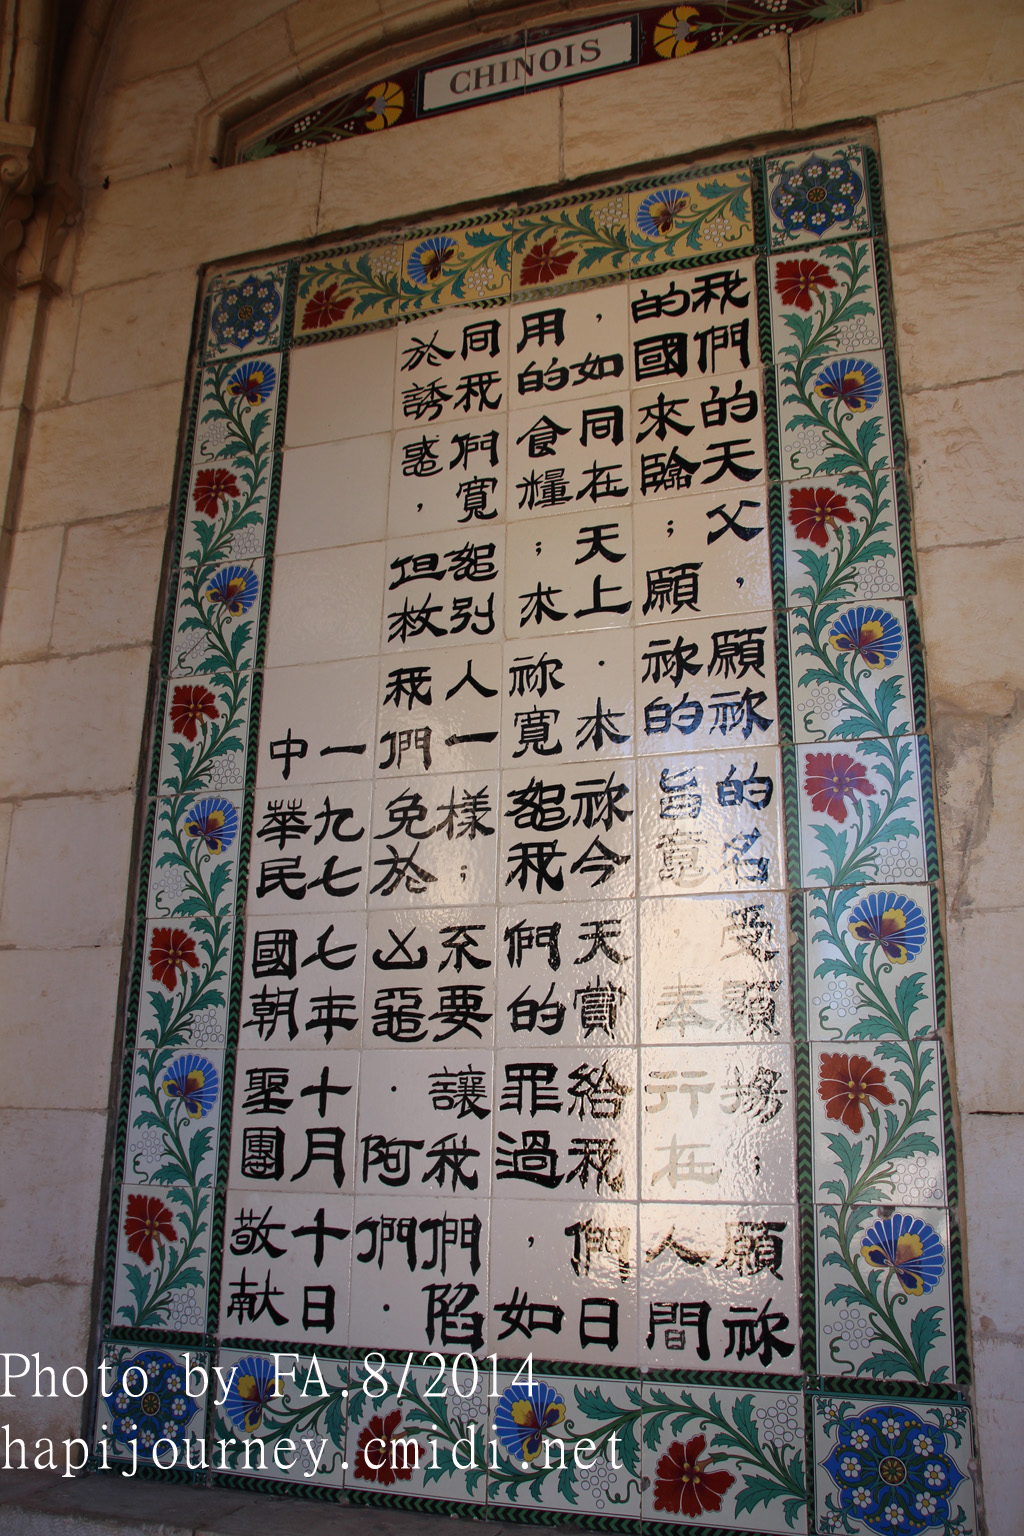 CHINOIS
我們的天父，願祢的名受顯揚；願祢
的國來臨；願祢的旨意，奉行在人間
，如同在天上．求祢今天賞給我們日
用的食糧；求祢寬恕我們的罪過，如
同我們寬恕別人一樣；不要讓我們陷
於誘惑，但救我們免於凶惡．阿們．
一九七七年十月十日
中華民國朝聖團敬献
Photo by FA.8/2014
hapijourney.cmidi.net